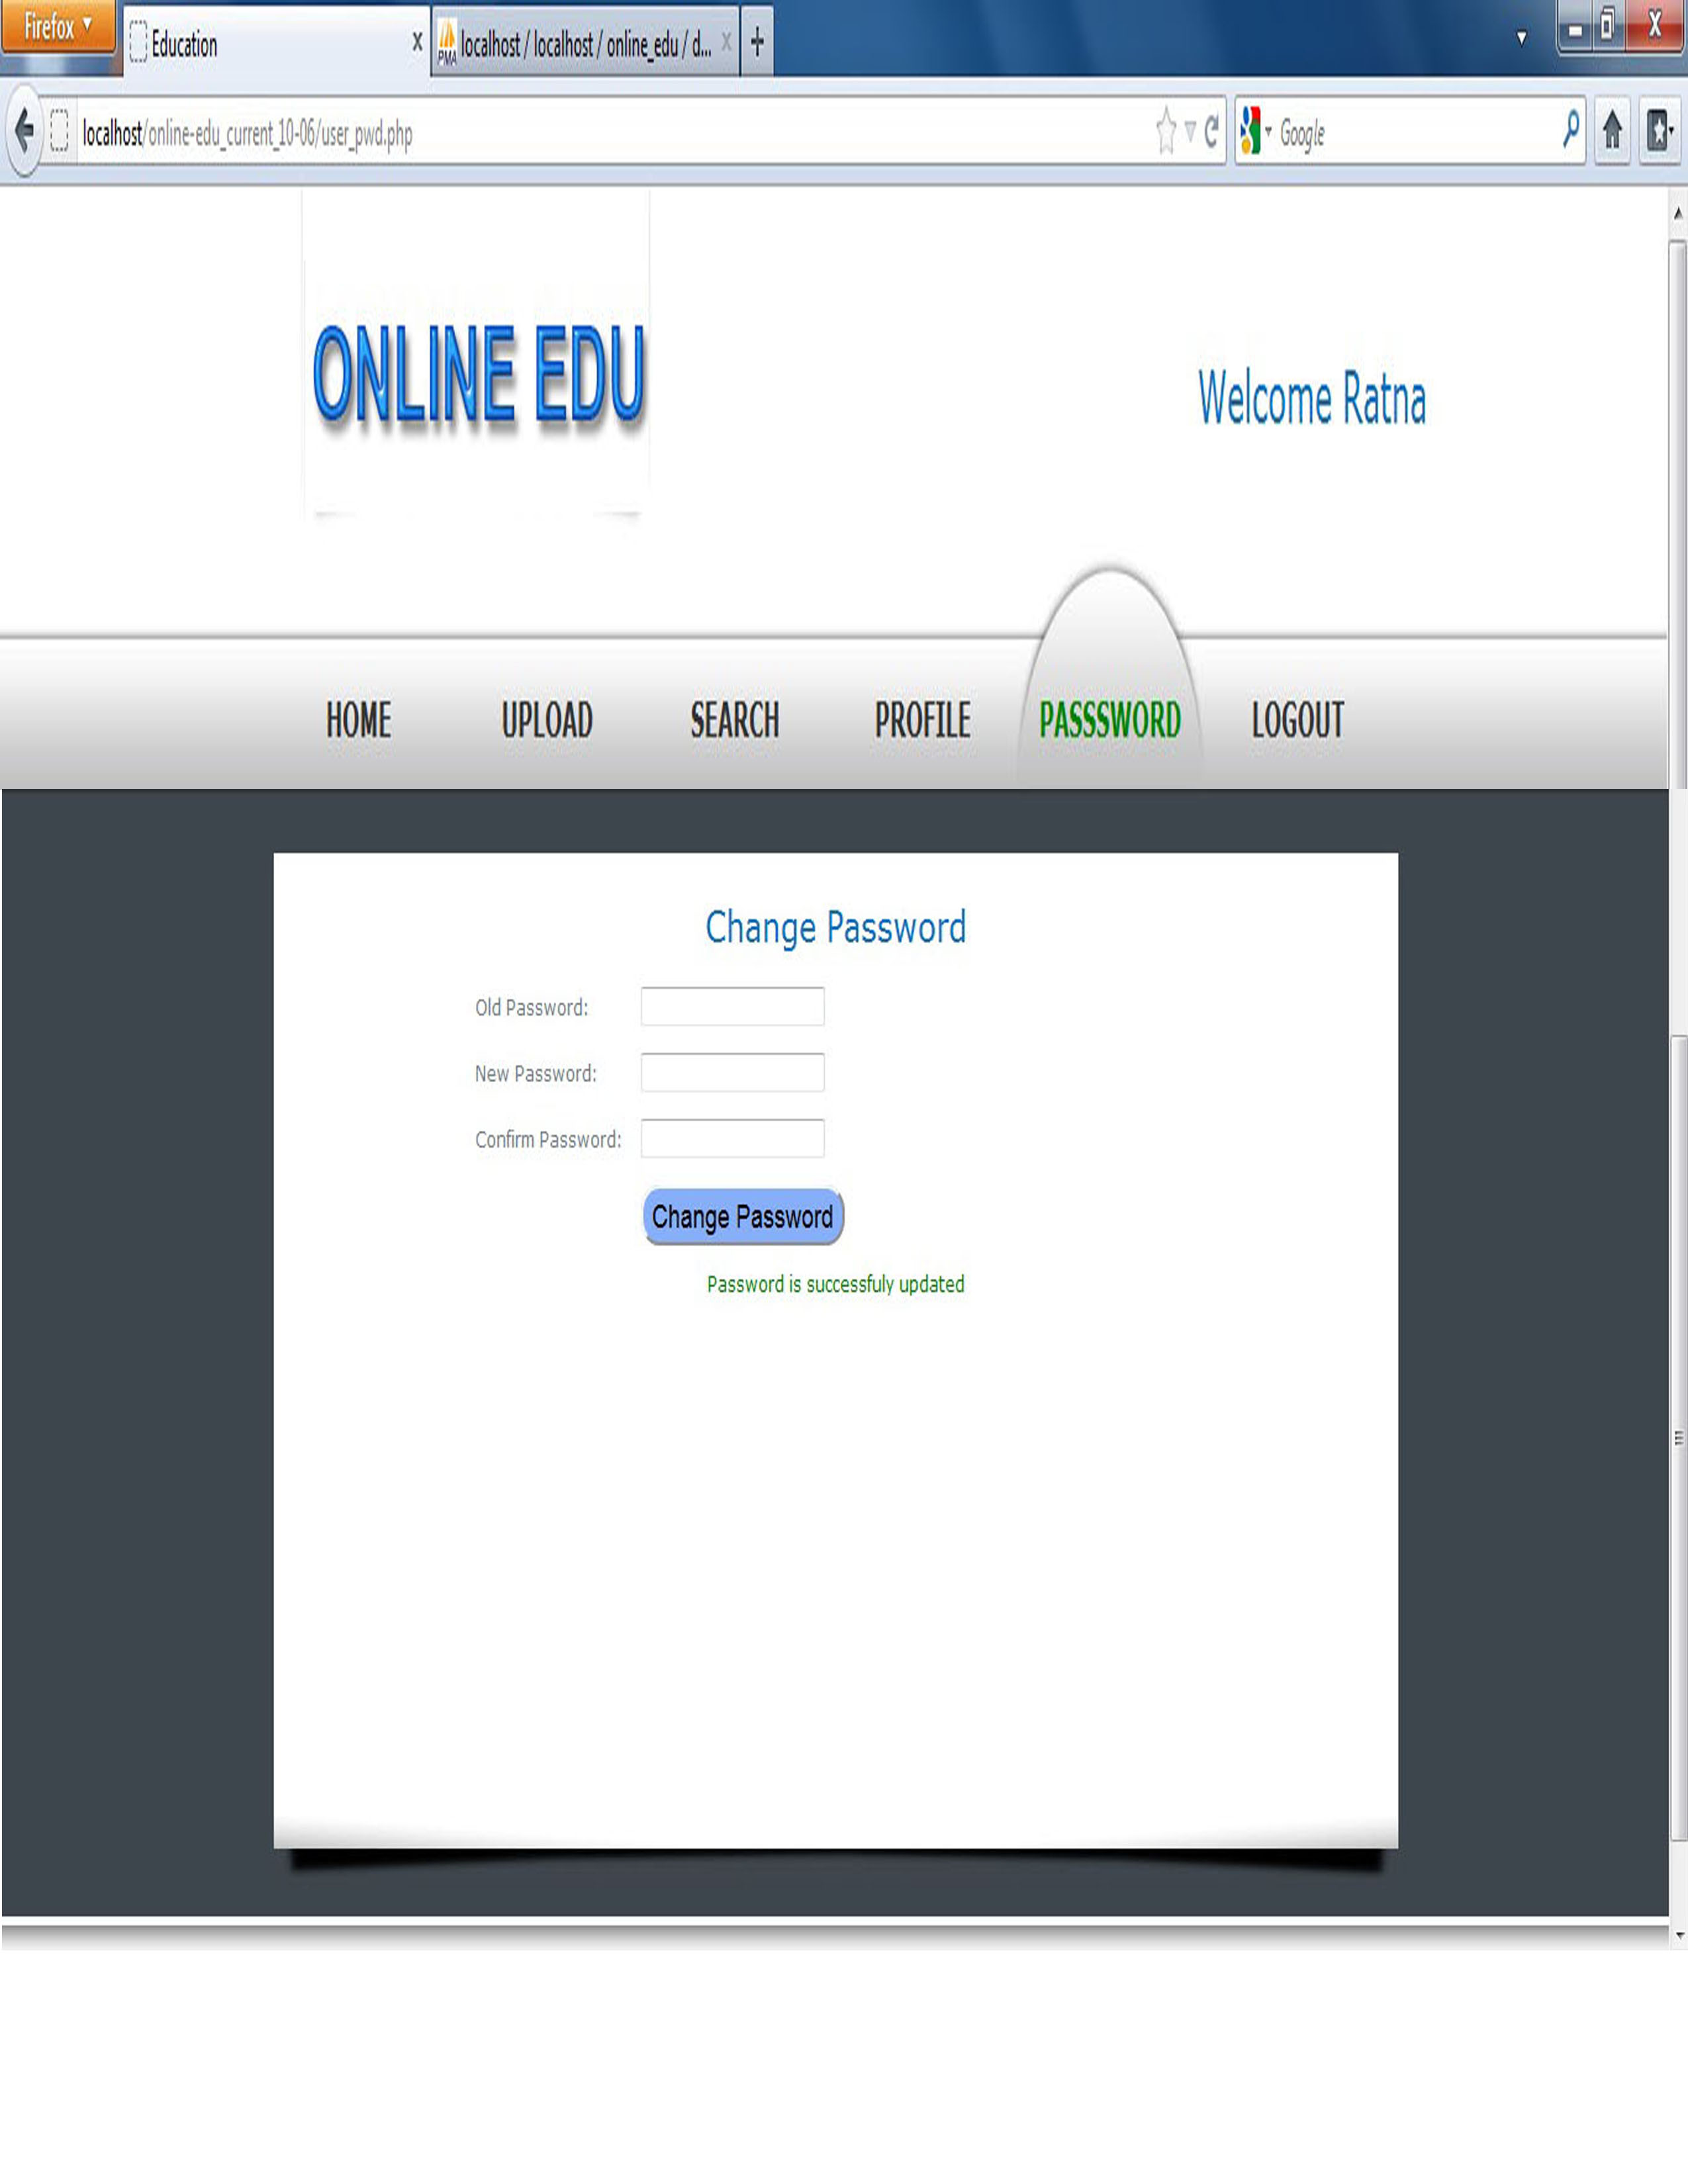 Firefox
Education
PMA localhost / localhost / online_edu / d...
localhost/online-edu_current_10-06/user_pwd.php
Google
ONLINE EDU
Welcome Ratna
HOME UPLOAD SEARCH PROFILE PASSSWORD LOGOUT
Change Password
Old Password:
New Password:
Confirm Password:
Change Password
Password is successfuly updated